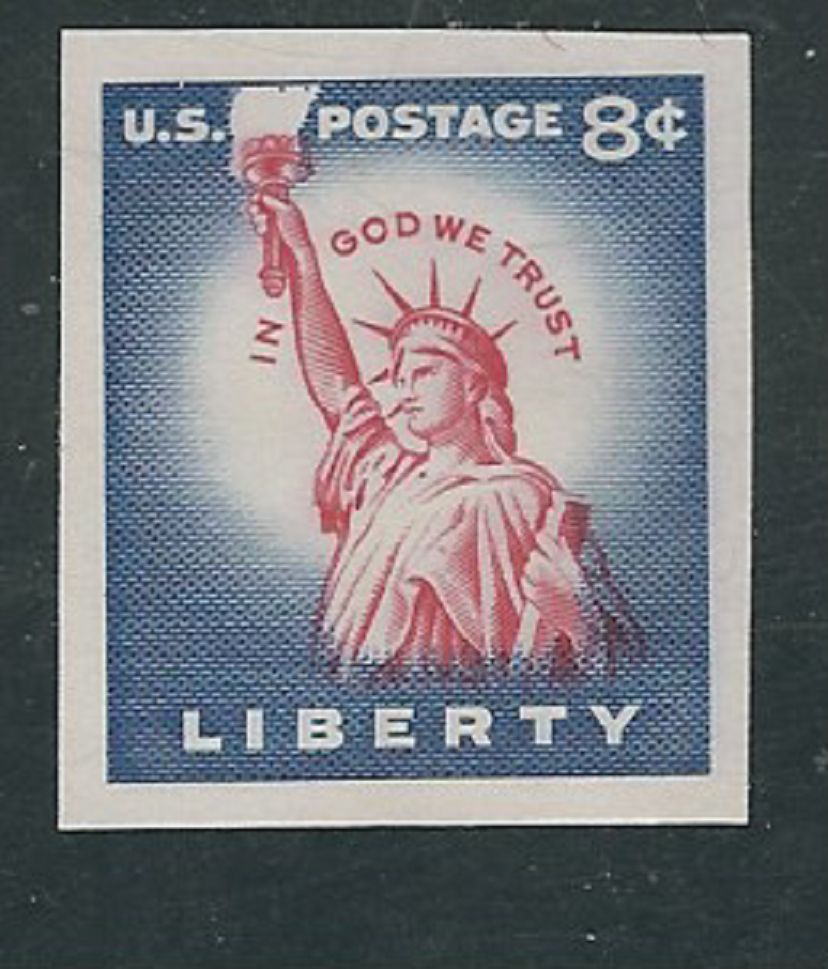 U.S. POSTAGE 8¢
IN GOD WE TRUST
LIBERTY